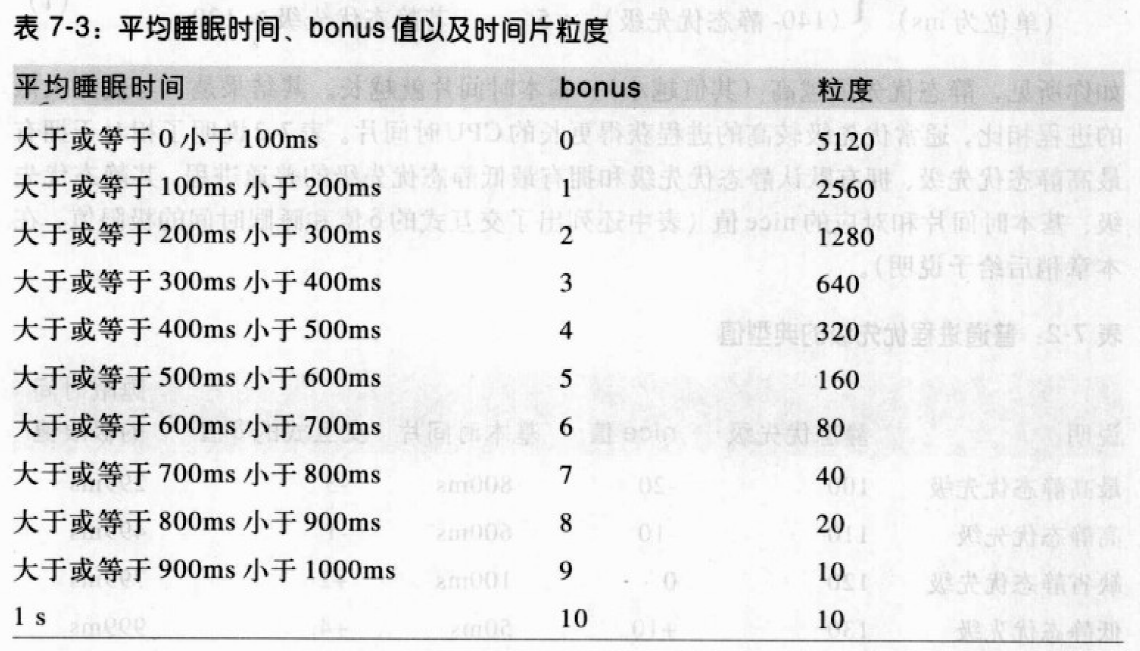 表 7-3：平均睡眠时间、bonus 值以及时间片粒度
平均睡眠时间 bonus 粒度
大于或等于 0 小于 100ms 0 5120
大于或等于 100ms 小于 200ms 1 2560
大于或等于 200ms 小于 300ms 2 1280
大于或等于 300ms 小于 400ms 3 640
大于或等于 400ms 小于 500ms 4 320
大于或等于 500ms 小于 600ms 5 160
大于或等于 600ms 小于 700ms 6 80
大于或等于 700ms 小于 800ms 7 40
大于或等于 800ms 小于 900ms 8 20
大于或等于 900ms 小于 1000ms 9 10
1 s 10 10